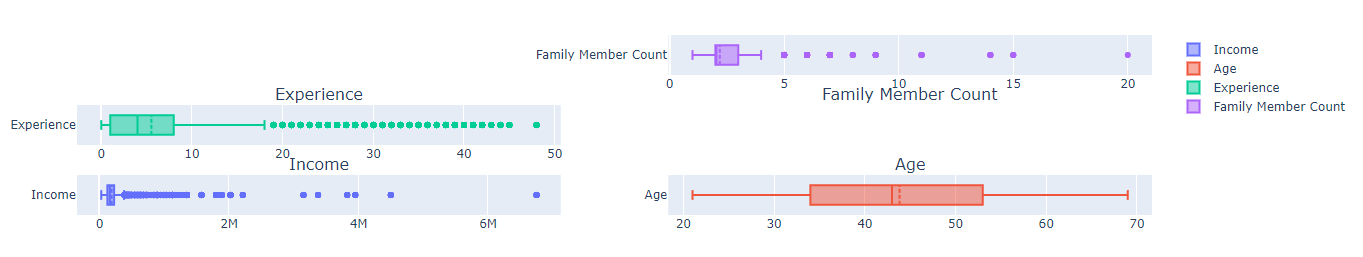 Family Member Count
0 5 10 15 20
Family Member Count
Income
Age
Experience
Family Member Count
Experience
Experience
0 10 20 30 40 50
Income
Income
0 2M 4M 6M
Age
Age
20 30 40 50 60 70